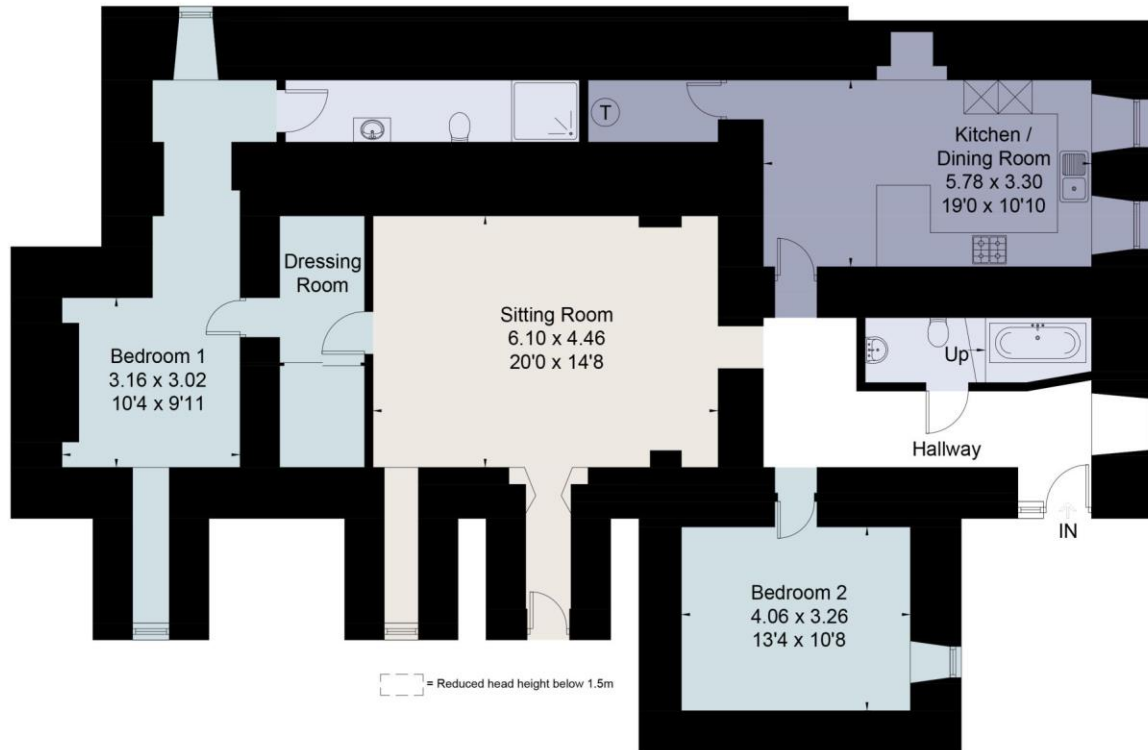 T
Kitchen /
Dining Room
5.78 x 3.30
19'0 x 10'10
Dressing
Room
Sitting Room
6.10 x 4.46
20'0 x 14'8
Bedroom 1
3.16 x 3.02
10'4 x 9'11
Up
Hallway
IN
Bedroom 2
4.06 x 3.26
13'4 x 10'8
= Reduced head height below 1.5m